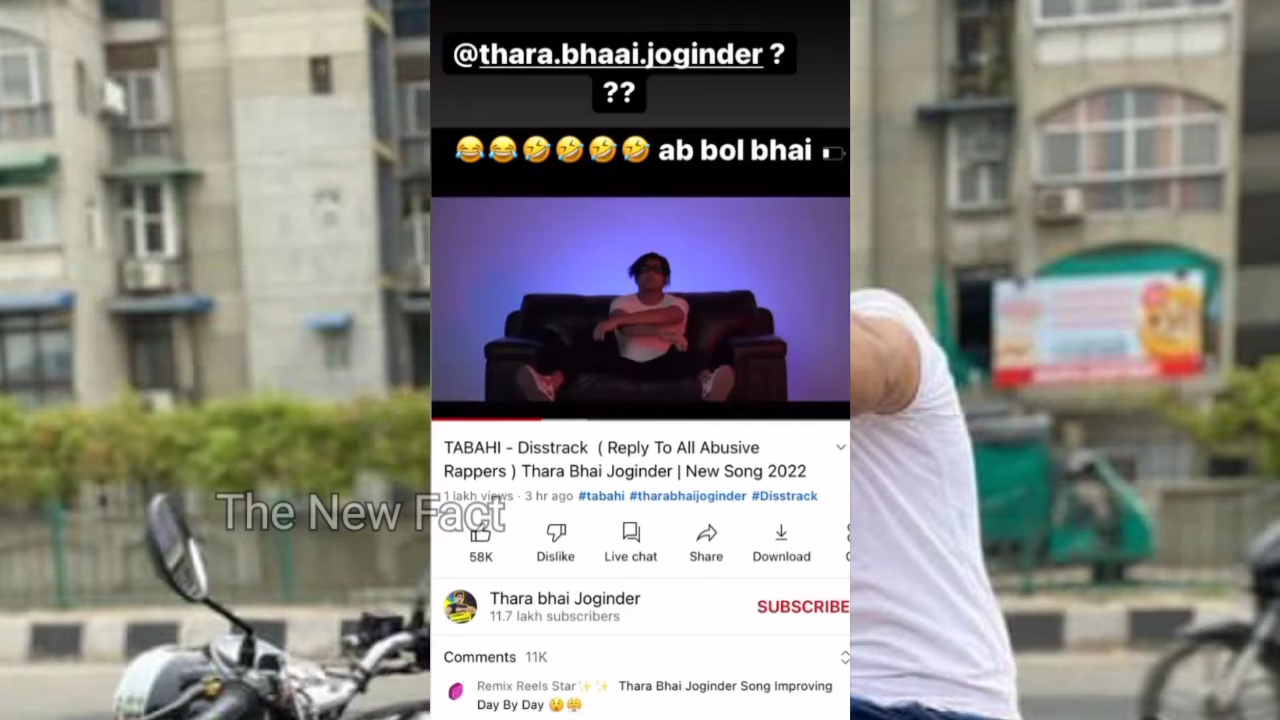 @thara.bhaai.joginder ?
??
😂😂🤣🤣🤣🤣 ab bol bhai
TABAHI - Disstrack ( Reply To All Abusive
Rappers ) Thara Bhai Joginder | New Song 2022
1 lakh views · 3 hr ago #tabahi #tharabhaijoginder #Disstrack
The New Fact
58K Dislike Live chat Share Download
Thara bhai Joginder
SUBSCRIBE
11.7 lakh subscribers
Comments 11K
Remix Reels Star✨✨ Thara Bhai Joginder Song Improving
Day By Day 😲😤